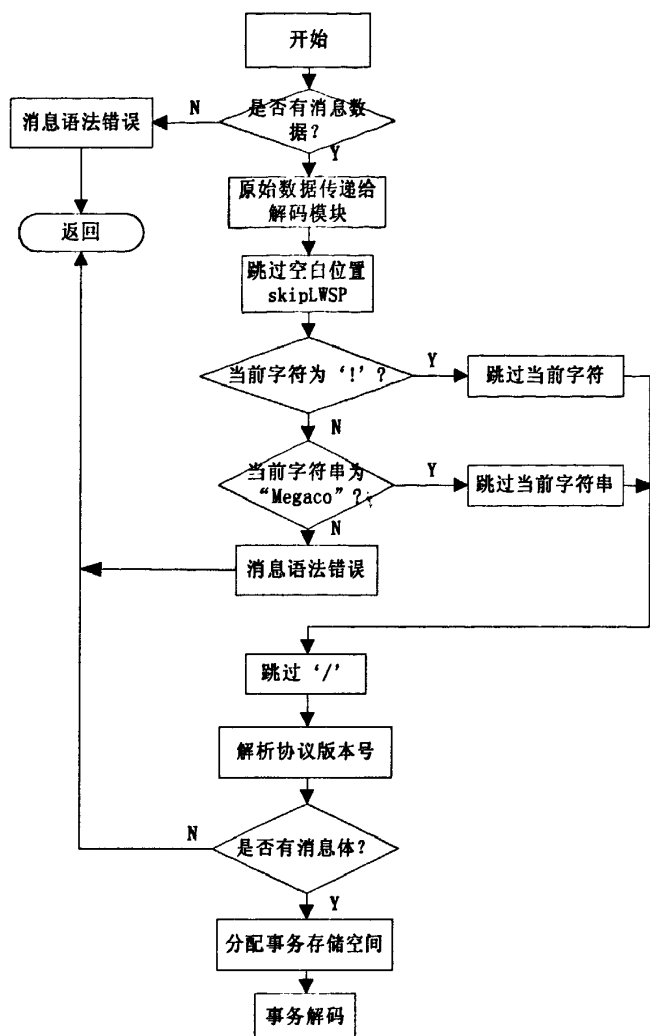 开始
是否有消息数
据？
N
消息语法错误
Y
返回
原始数据传递给
解码模块
跳过空白位置
skipLWSP
当前字符为‘!’？
Y
跳过当前字符
N
当前字符串为
“Megaco”？
Y
跳过当前字符串
N
消息语法错误
跳过‘/’
解析协议版本号
是否有消息体？
N
Y
分配事务存储空间
事务解码